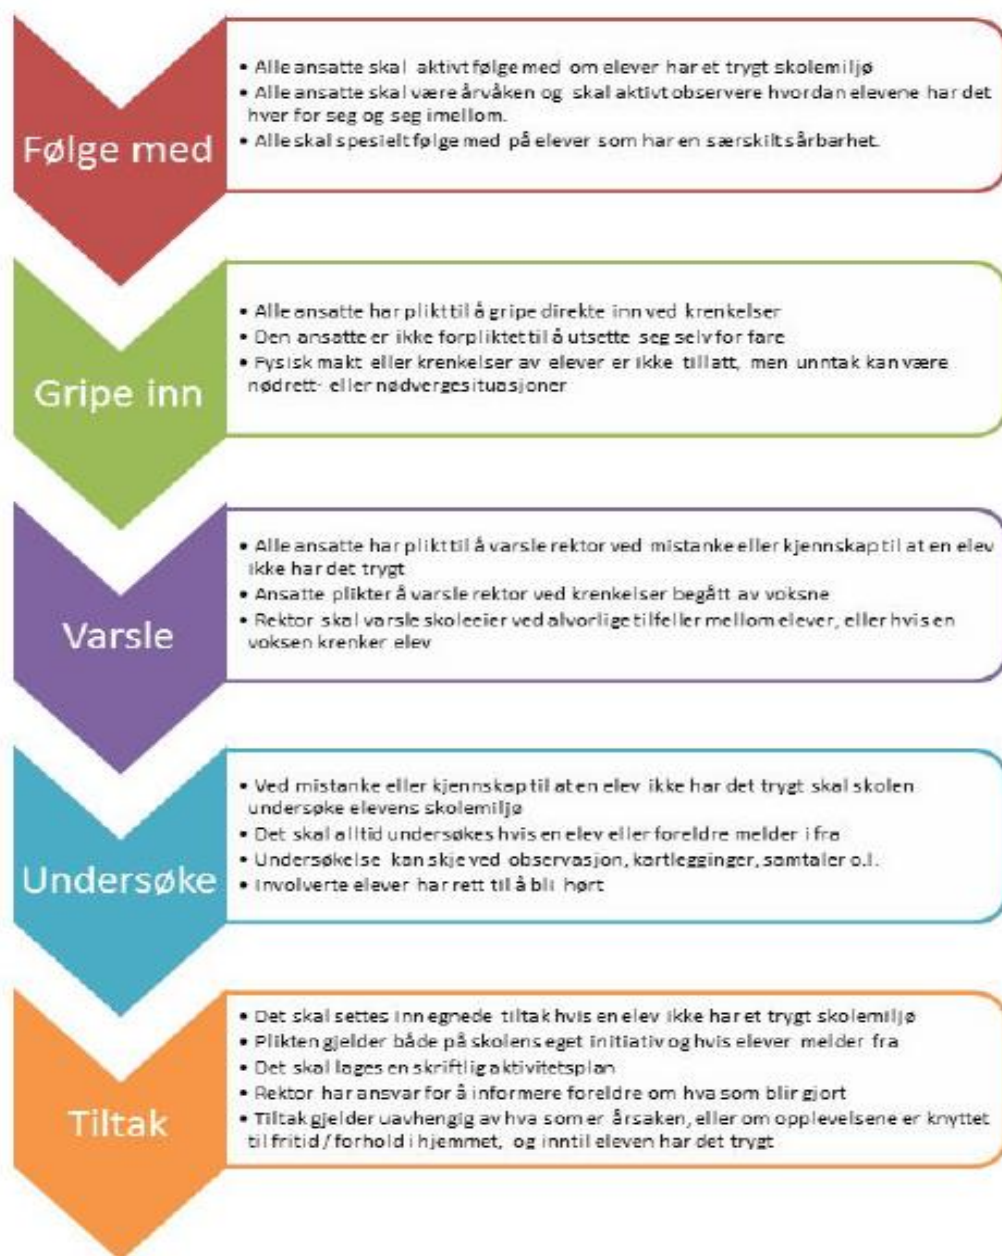 Følge med
• Alle ansatte skal aktivt følge med om elever har et trygt skolemiljø
• Alle ansatte skal være årvåken og skal aktivt observere hvordan elevene har det
hver for seg og seg imellom.
• Alle skal spesielt følge med på elever som har en særskilt sårbarhet.
Gripe inn
• Alle ansatte har plikt til å gripe direkte inn ved krenkelser
• Den ansatte er ikke forpliktet til å utsette seg selv for fare
• Fysisk makt eller krenkelser av elever er ikke tillatt, men unntak kan være
nødrett- eller nødvergesituasjoner
Varsle
• Alle ansatte har plikt til å varsle rektor ved mistanke eller kjennskap til at en elev
ikke har det trygt
• Ansatte plikter å varsle rektor ved krenkelser begått av voksne
• Rektor skal varsle skoleeier ved alvorlige tilfeller mellom elever, eller hvis en
voksen krenker elev
Undersøke
• Ved mistanke eller kjennskap til at en elev ikke har det trygt skal skolen
undersøke elevens skolemiljø
• Det skal alltid undersøkes hvis en elev eller foreldre melder i fra
• Undersøkelse kan skje ved observasjon, kartlegginger, samtaler o.l.
• Involverte elever har rett til å bli hørt
Tiltak
• Det skal settes inn egnede tiltak hvis en elev ikke har et trygt skolemiljø
• Plikten gjelder både på skolens eget initiativ og hvis elever melder fra
• Det skal lages en skriftlig aktivitetsplan
• Rektor har ansvar for å informere foreldre om hva som blir gjort
• Tiltak gjelder uavhengig av hva som er årsaken, eller om opplevelsene er knyttet
til fritid / forhold i hjemmet, og inntil eleven har det trygt